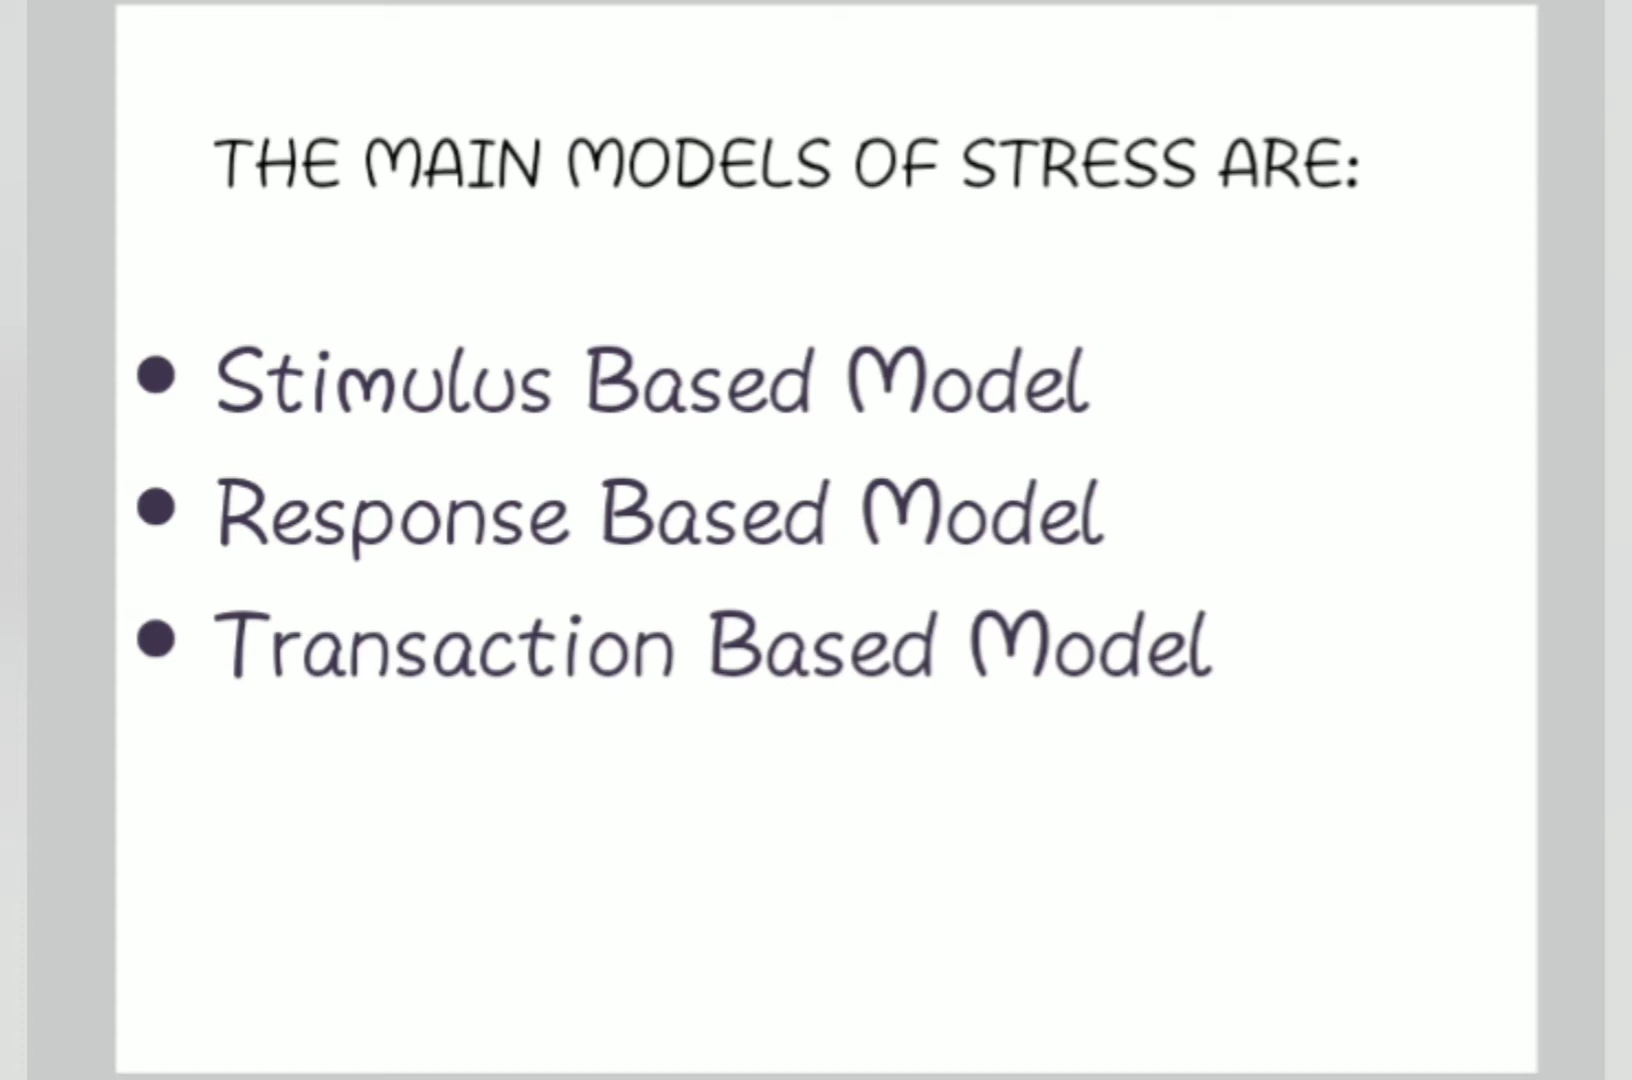 THE MAIN MODELS OF STRESS ARE:
• Stimulus Based Model
• Response Based Model
• Transaction Based Model